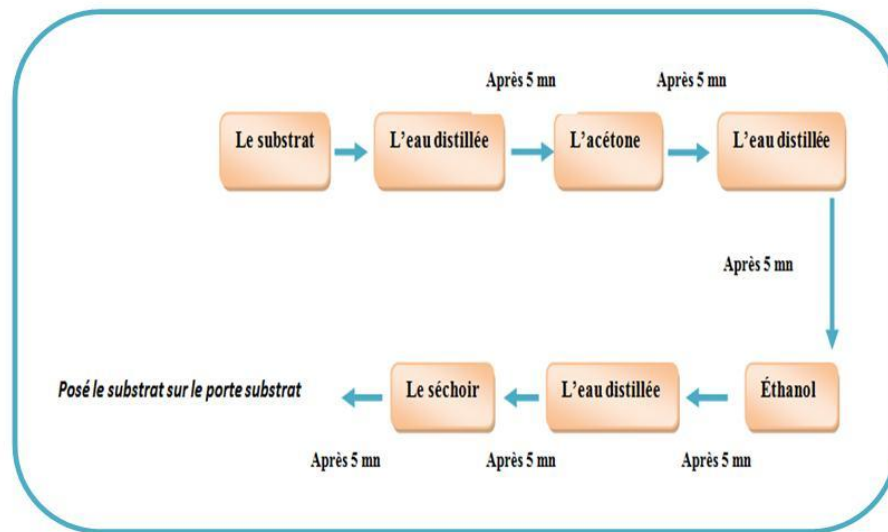 Après 5 mn
Après 5 mn
Le substrat
L'eau distillée
L'acétone
L'eau distillée
Après 5 mn
Posé le substrat sur le porte substrat
Le séchoir
L'eau distillée
Éthanol
Après 5 mn
Après 5 mn
Après 5 mn